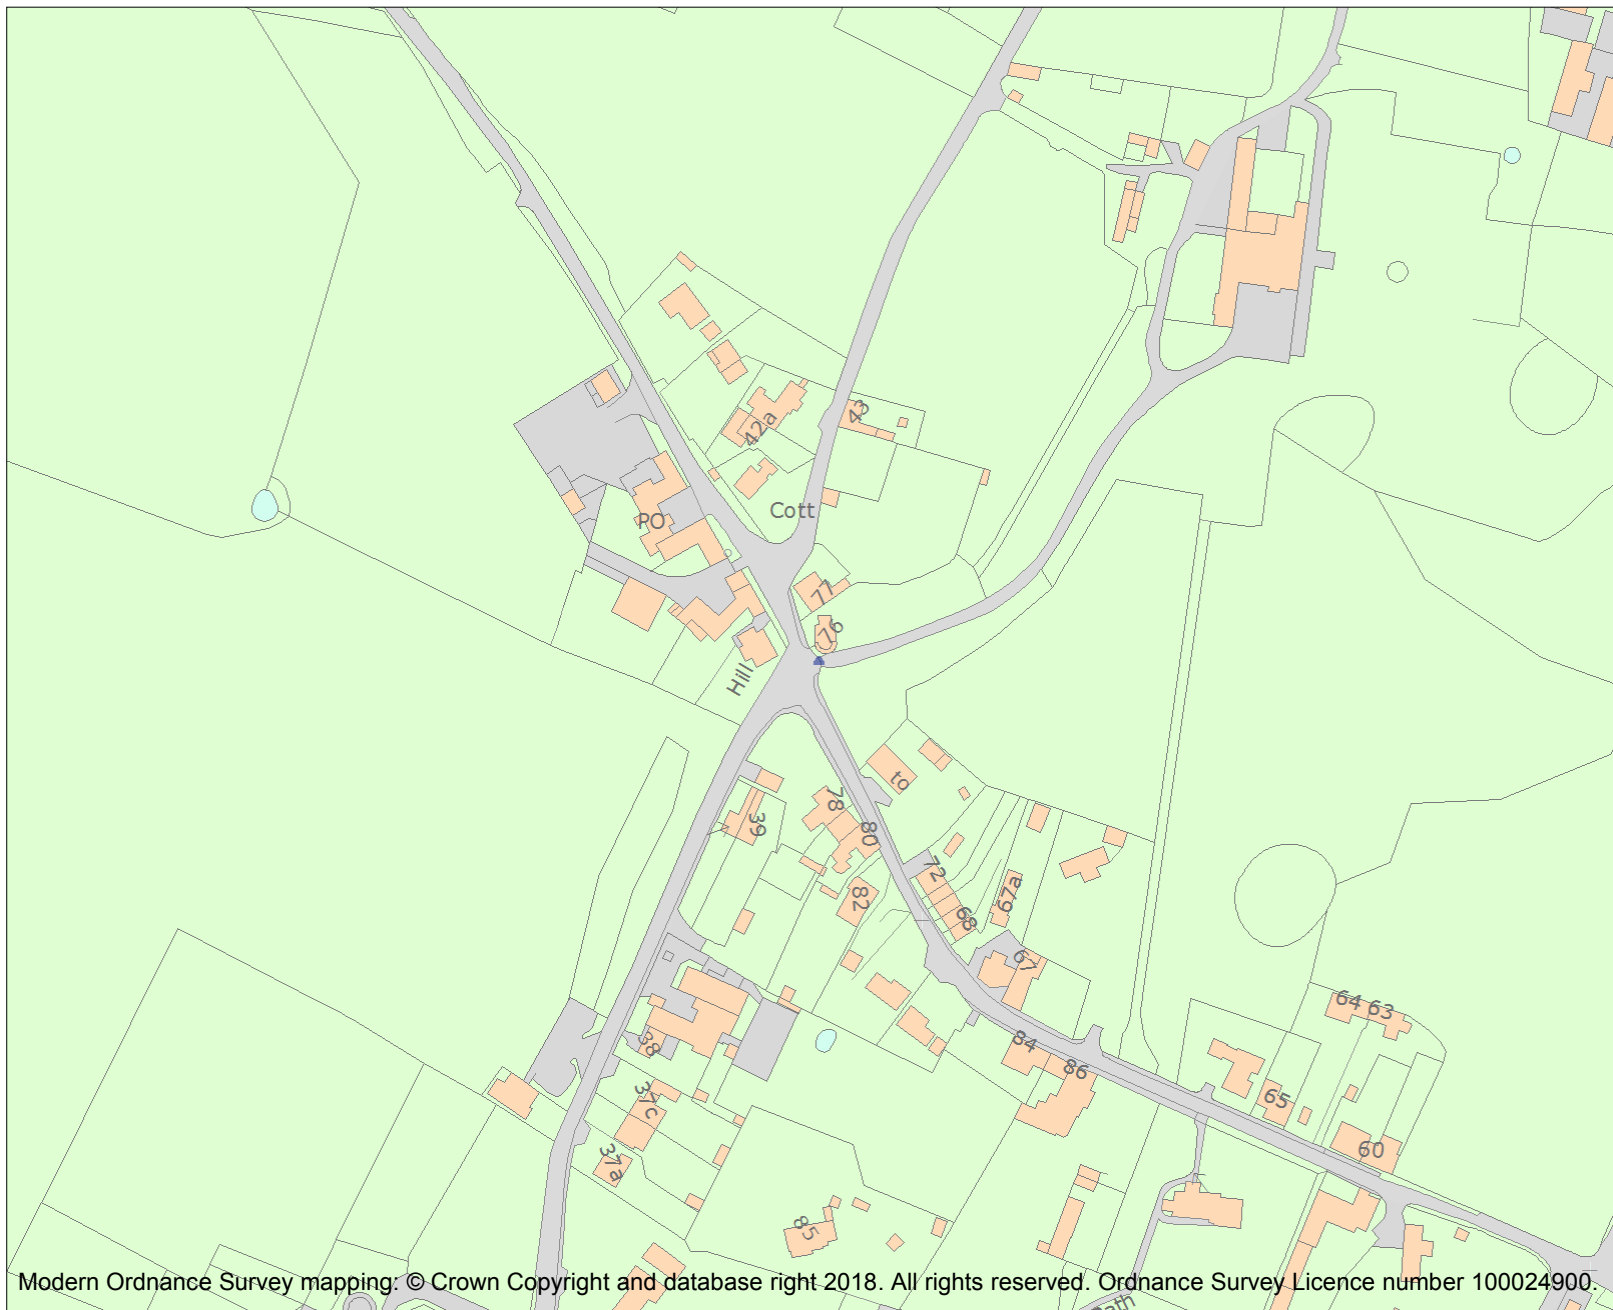 43
42a
Cott
PO
77
76
Hill
to
78
39
80
72
82
67a
68
67
64 63
38
84
86
37c
65
60
37a
85
Path
Modern Ordnance Survey mapping: © Crown Copyright and database right 2018. All rights reserved. Ordnance Survey Licence number 100024900.